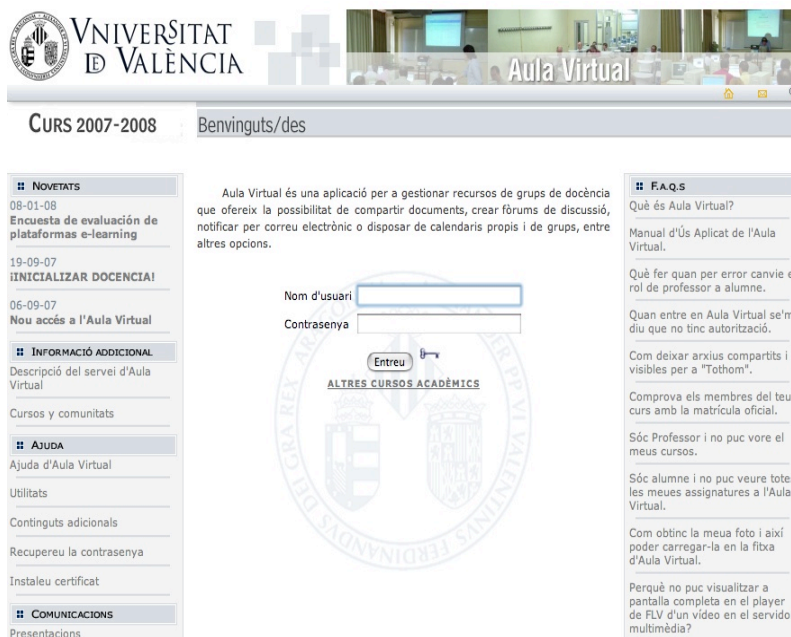 VNIVERSITAT
DE VALÈNCIA
Aula Virtual
CURS 2007-2008
Benvinguts/des
NOVETATS
08-01-08
Encuesta de evaluación de
plataformas e-learning
19-09-07
¡INICIALIZAR DOCENCIA!
06-09-07
Nou accés a l'Aula Virtual
INFORMACIÓ ADDICIONAL
Descripció del servei d'Aula
Virtual
Cursos y comunitats
AJUDA
Ajuda d'Aula Virtual
Utilitats
Continguts adicionals
Recupereu la contrasenya
Instaleu certificat
COMUNICACIONS
Presentacions
Aula Virtual és una aplicació per a gestionar recursos de grups de docència
que ofereix la possibilitat de compartir documents, crear fòrums de discussió,
notificar per correu electrònic o disposar de calendaris propis i de grups, entre
altres opcions.
Nom d'usuari
Contrasenya
Entreu
ALTRES CURSOS ACADÈMICS
F.A.Q.S
Què és Aula Virtual?
Manual d'Ús Aplicat de l'Aula
Virtual.
Què fer quan per error canvie e
rol de professor a alumne.
Quan entre en Aula Virtual se'm
diu que no tinc autorització.
Com deixar arxius compartits i
visibles per a "Tothom".
Comprova els membres del teu
curs amb la matrícula oficial.
Sóc Professor i no puc vore el
meus cursos.
Sóc alumne i no puc veure totes
les meues assignatures a l'Aula
Virtual.
Com obtinc la meua foto i així
poder carregar-la en la fitxa
d'Aula Virtual.
Perquè no puc visualitzar a
pantalla completa en el player
de FLV d'un vídeo en el servido
multimèdia?